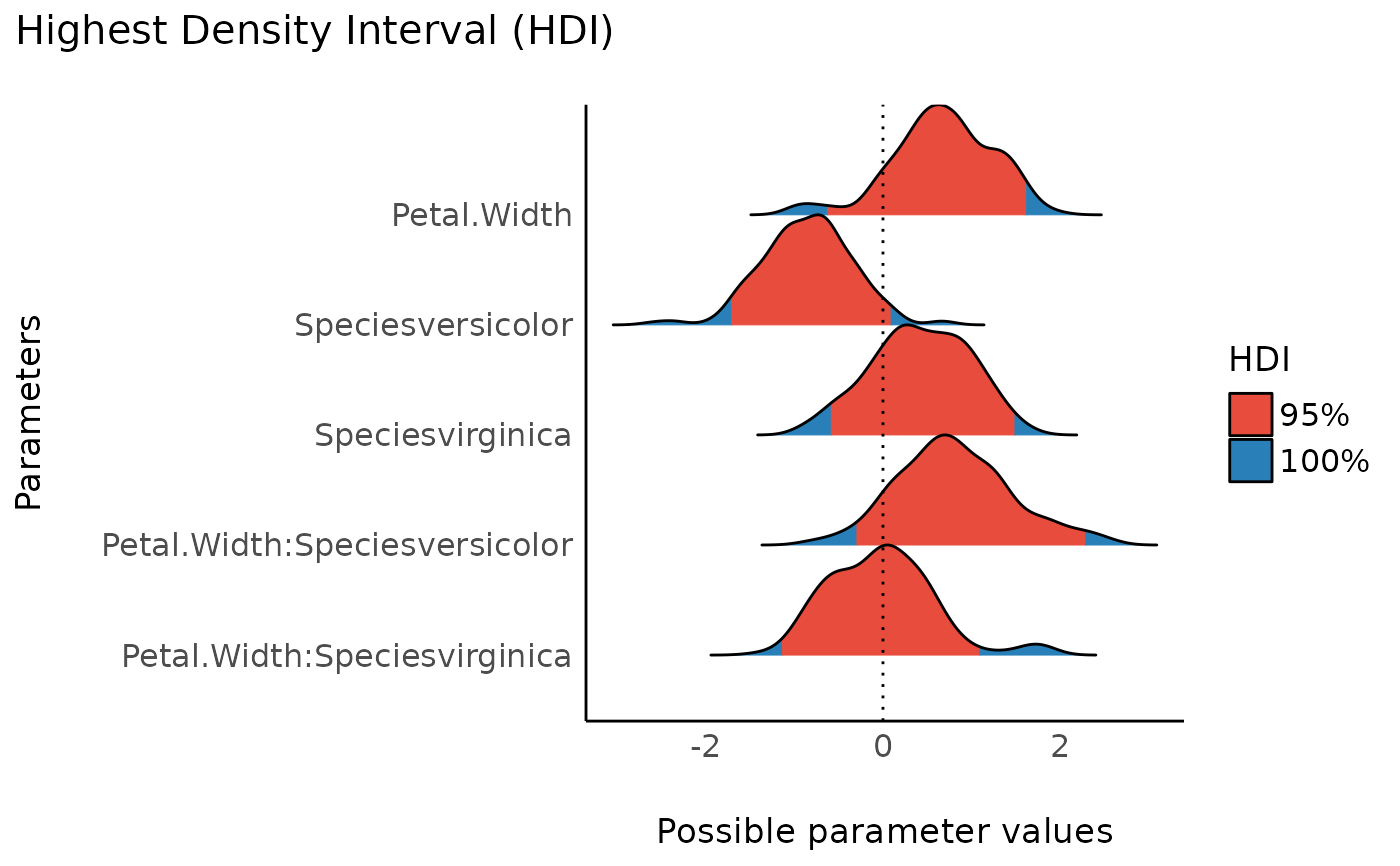 Highest Density Interval (HDI)
Parameters
Petal.Width
Speciesversicolor
Speciesvirginica
Petal.Width:Speciesversicolor
Petal.Width:Speciesvirginica
-2
0
2
Possible parameter values
HDI
95%
100%